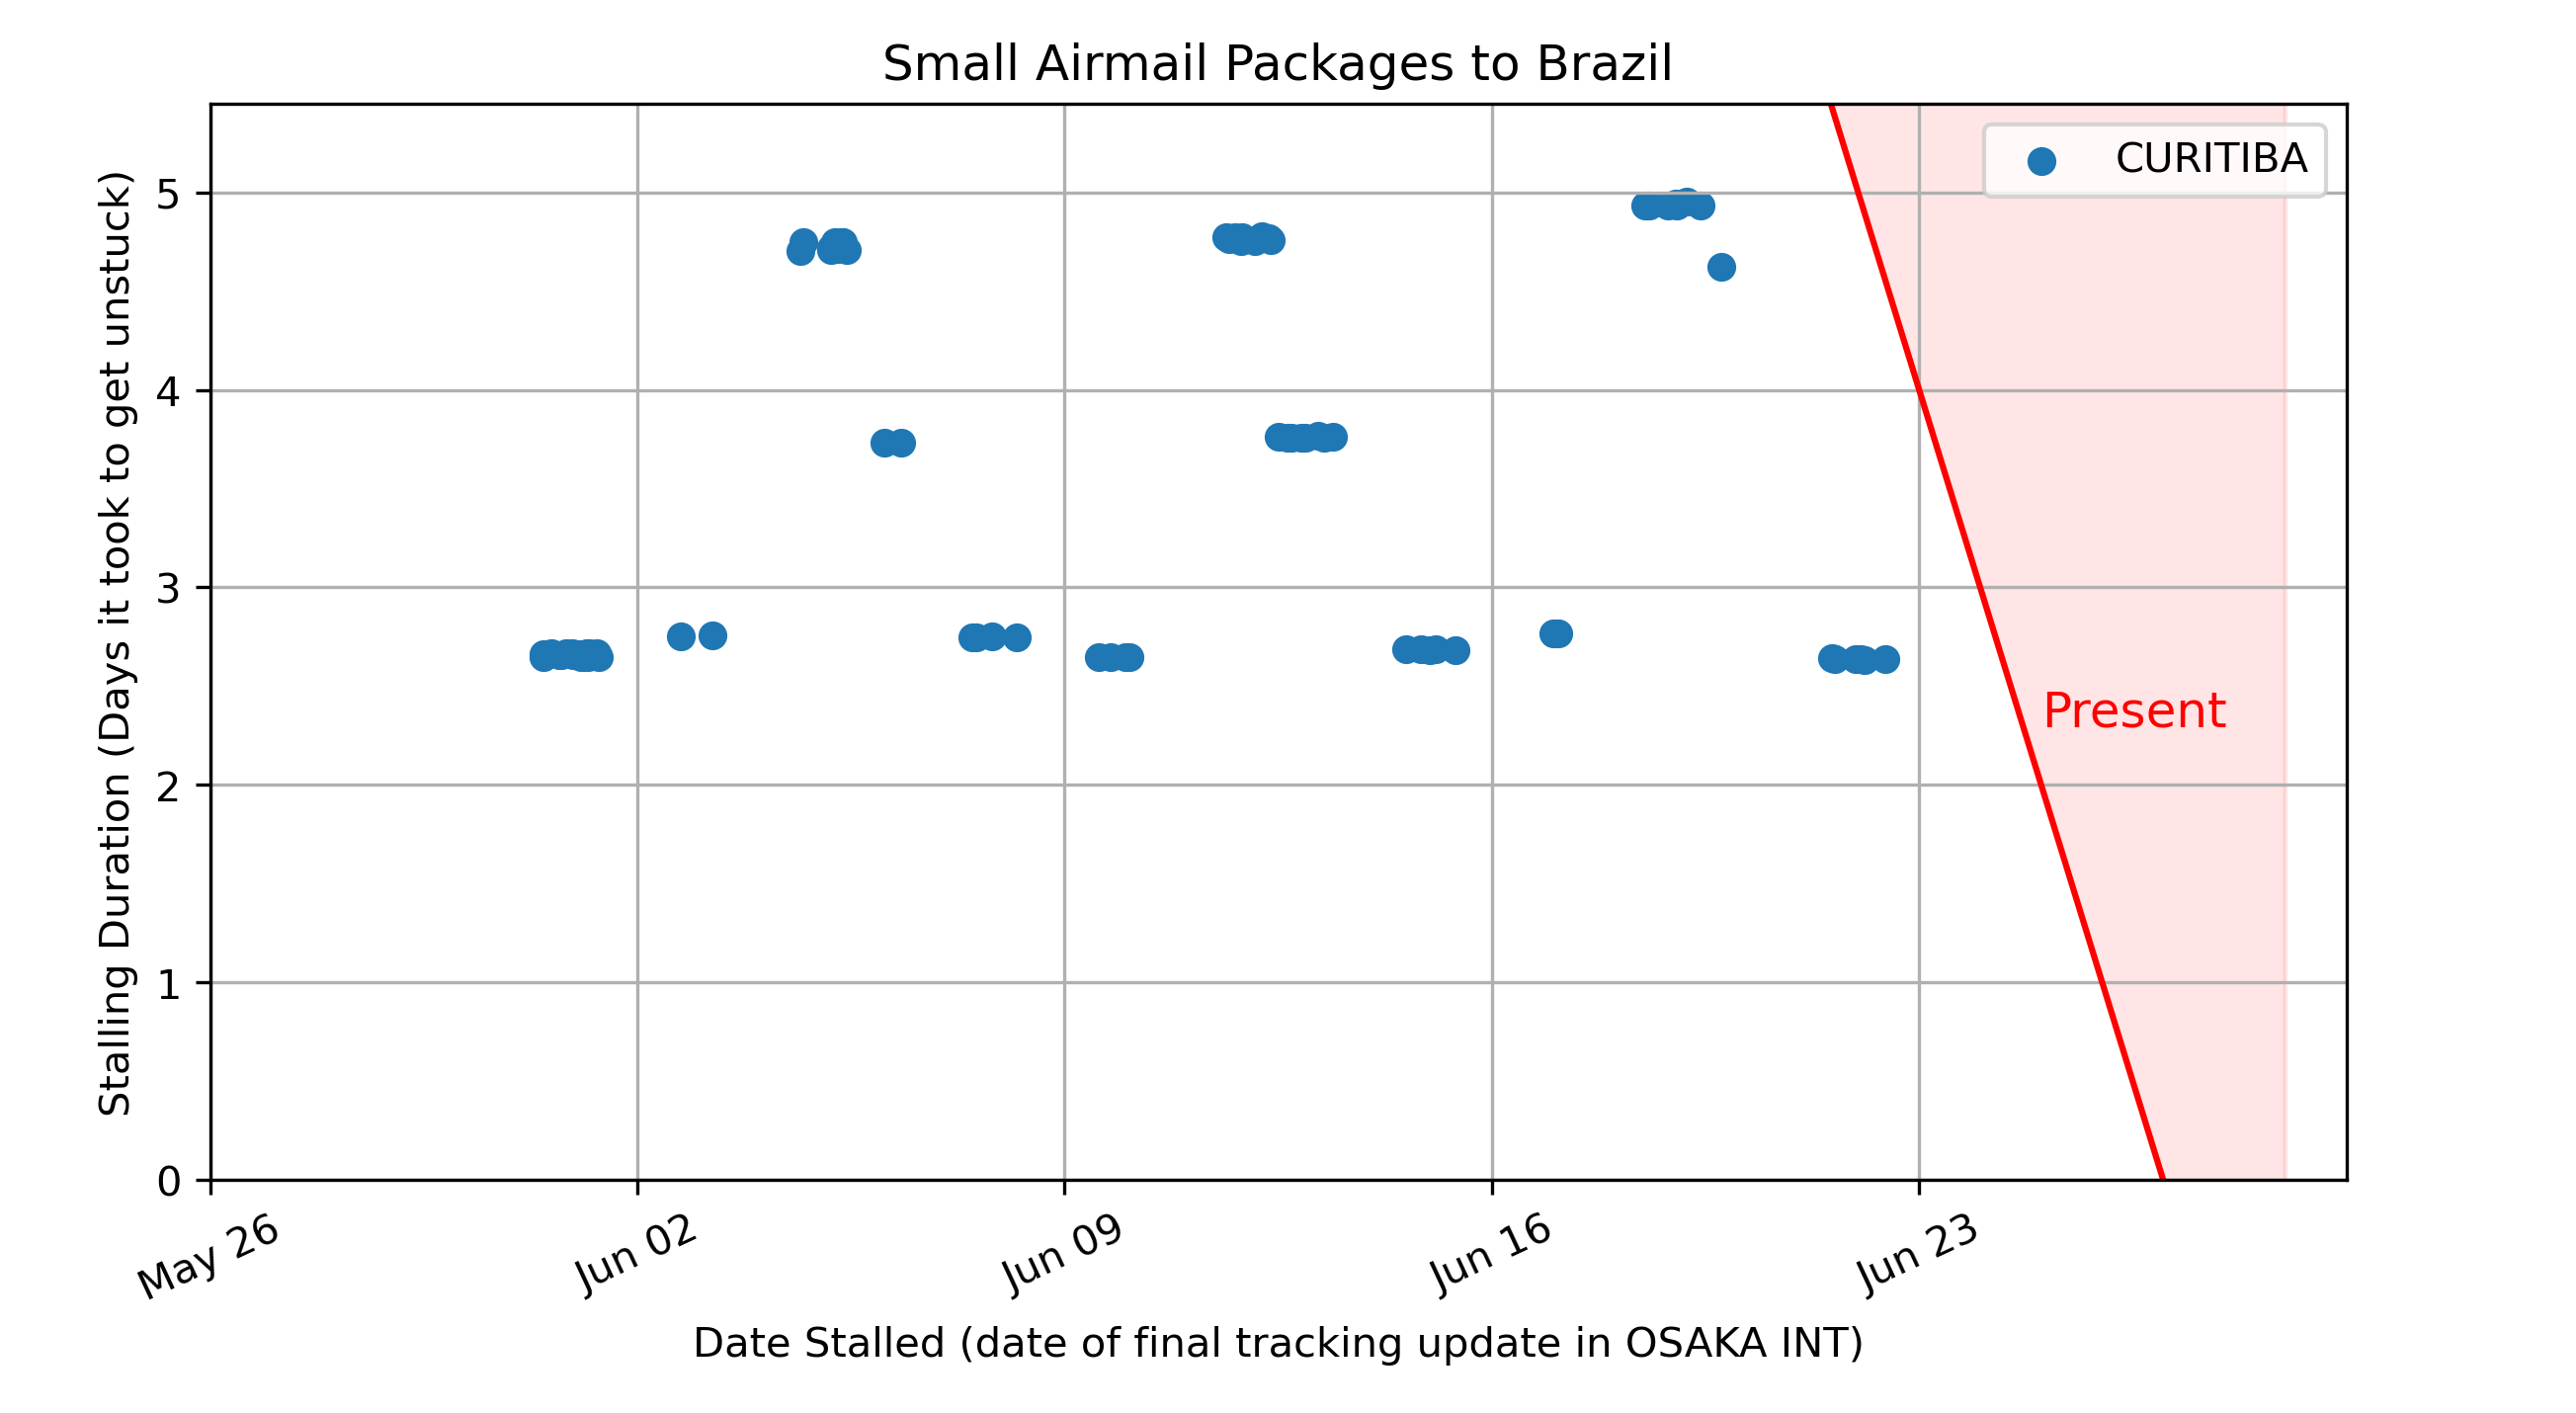 Small Airmail Packages to Brazil
CURITIBA
Present
Stalling Duration (Days it took to get unstuck)
5
4
3
2
1
0
May 26
Jun 02
Jun 09
Jun 16
Jun 23
Date Stalled (date of final tracking update in OSAKA INT)